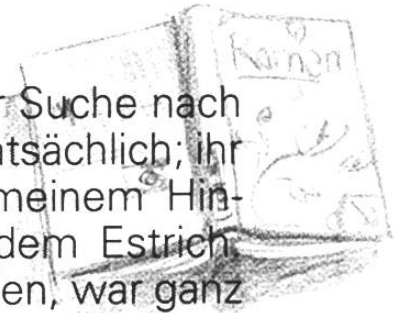 r Suche nach
tsächlich; ihr
meinem Hin-
dem Estrich.
en, war ganz